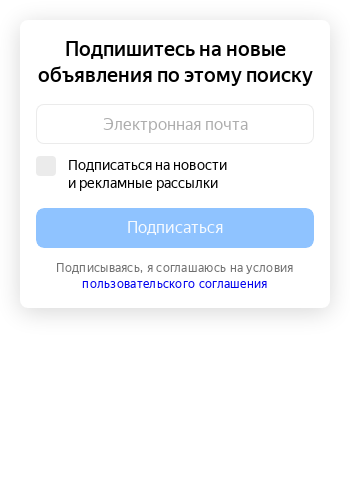 Подпишитесь на новые
объявления по этому поиску
Электронная почта
Подписаться на новости
и рекламные рассылки
Подписаться
Подписываясь, я соглашаюсь на условия
пользовательского соглашения